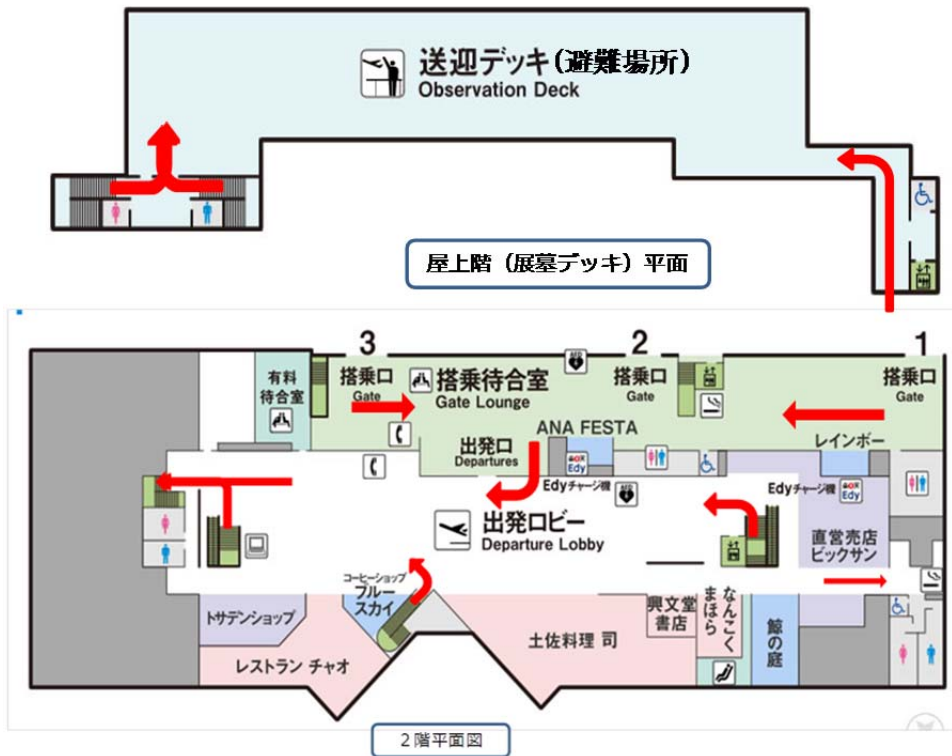 送迎デッキ(避難場所)
Observation Deck
屋上階（展墓デッキ）平面
3
搭乗口
Gate
有料
待合室
搭乗待合室
Gate Lounge
AED
2
搭乗口
Gate
1
搭乗口
Gate
出発口
Departures
ANA FESTA
レインボー
Edy
Edyチャージ機
AED
Edyチャージ機
Edy
出発ロビー
Departure Lobby
直営売店
ビックサン
コーヒーショップ
ブルー
スカイ
トサデンショップ
レストラン チャオ
土佐料理 司
興文堂
書店
なんこく
まほら
鯨の庭
2階平面図